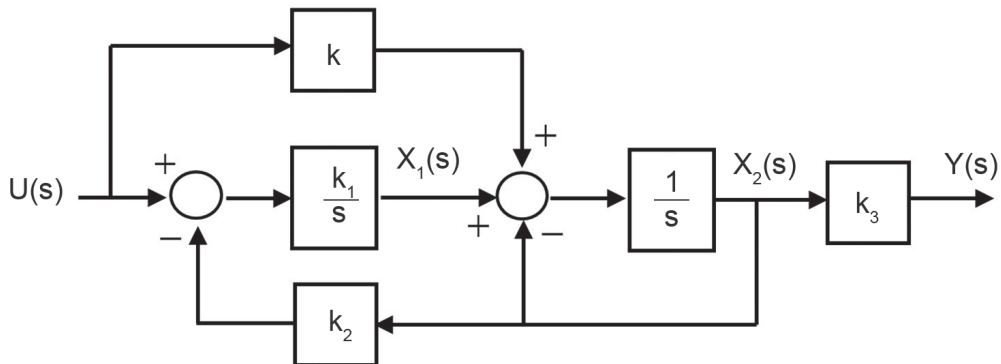 k
+
U(s)
+
−
k₁
s
X₁(s)
+
−
1
s
X₂(s)
k₃
Y(s)
k₂